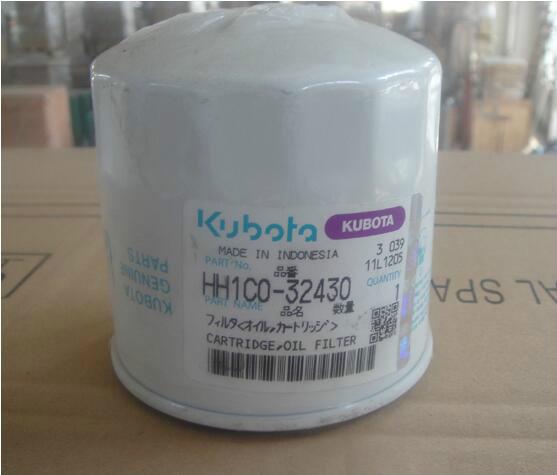 Kubota KUBOTA
MADE IN INDONESIA
3 039
PART No. 品番
11L1205
HH1C0-32430
QUANTITY
PART NAME 品名 数量 1
フィルタ<オイル,カートリッジ>
CARTRIDGE,OIL FILTER
KUBOTA
GENUINE
PARTS
AL SPA